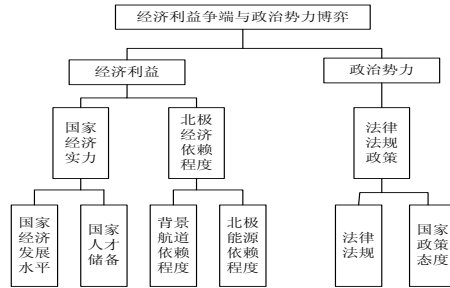 经济利益争端与政治势力博弈
经济利益
政治势力
国家
经济
实力
北极
经济
依赖
程度
法律
法规
政策
国家
经济
发展
水平
国家
人才
储备
背景
航道
依赖
程度
北极
能源
依赖
程度
法律
法规
国家
政策
态度